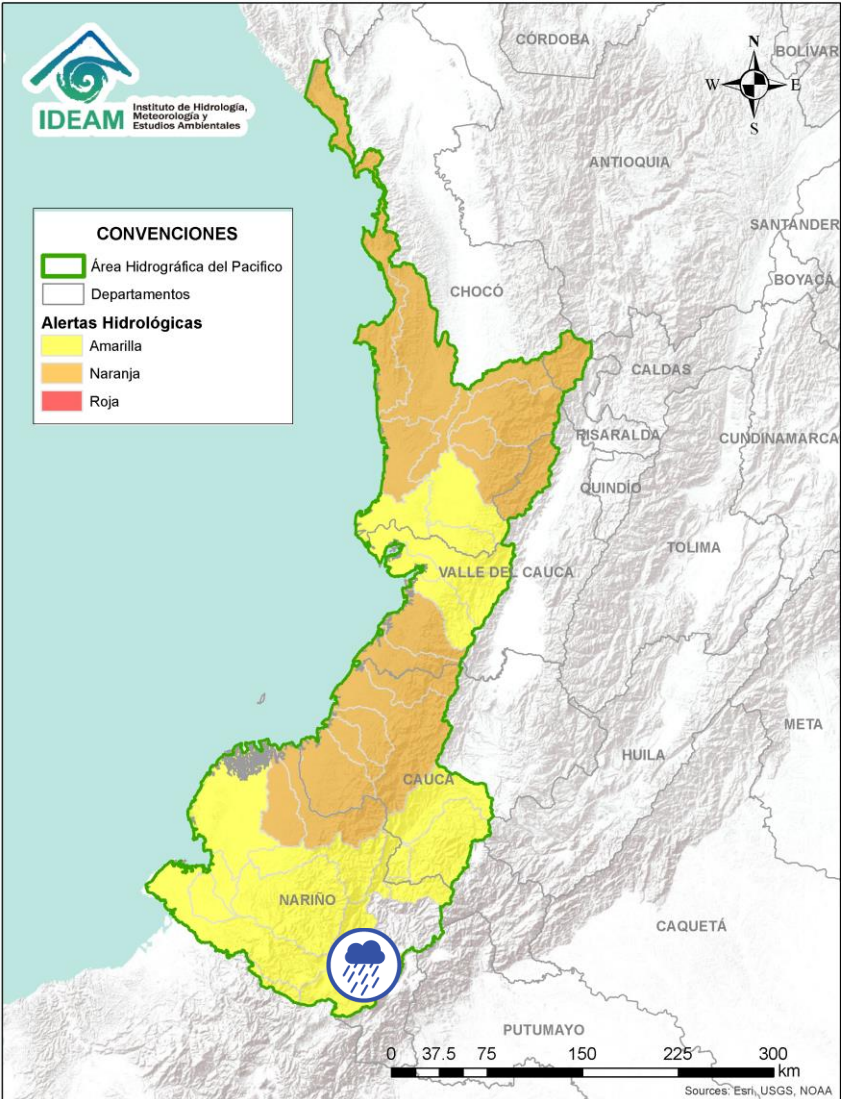 IDEAM
Instituto de Hidrología,
Meteorología y
Estudios Ambientales
N
W
E
S
CONVENCIONES
Área Hidrográfica del Pacifico
Departamentos
Alertas Hidrológicas
Amarilla
Naranja
Roja
CÓRDOBA
BOLÍVAR
ANTIOQUIA
SANTANDER
BOYACÁ
CHOCÓ
CALDAS
RISARALDA
CUNDINAMARCA
QUINDÍO
TOLIMA
VALLE DEL CAUCA
META
HUILA
CAUCA
NARIÑO
CAQUETÁ
PUTUMAYO
0 37.5 75 150 225 300
km
Sources: Esri, USGS, NOAA